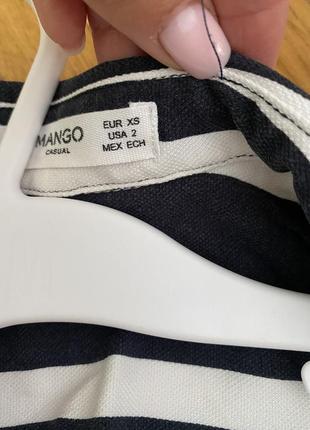 MANGO
CASUAL
EUR XS
USA 2
MEX ECH